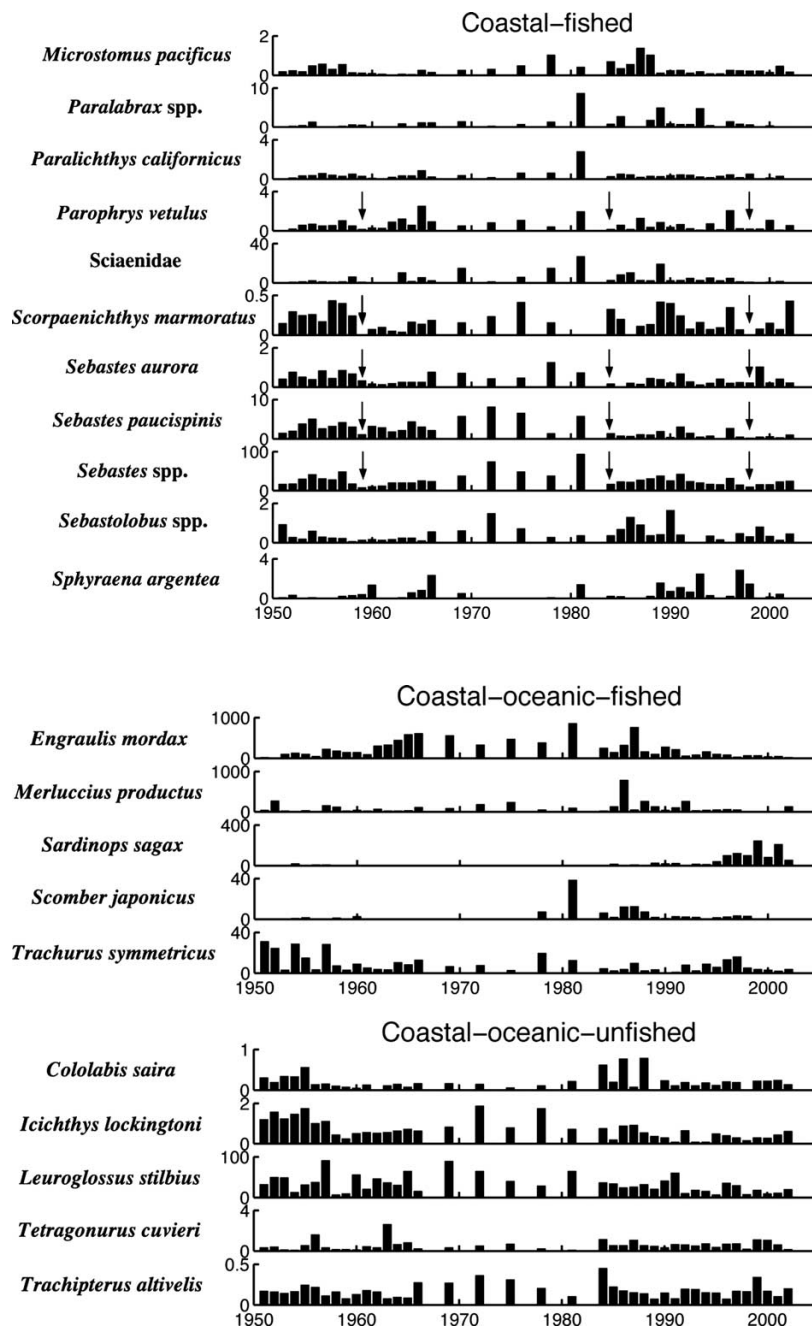 Coastal–fished
Microstomus pacificus
2
0
Paralabrax spp.
10
0
Paralichthys californicus
4
0
Parophrys vetulus
4
0
Sciaenidae
40
0
Scorpaenichthys marmoratus
0.5
0
Sebastes aurora
2
0
Sebastes paucispinis
10
0
Sebastes spp.
100
0
Sebastolobus spp.
2
0
Sphyraena argentea
4
0
1950 1960 1970 1980 1990 2000
Coastal–oceanic–fished
Engraulis mordax
1000
0
Merluccius productus
1000
0
Sardinops sagax
400
0
Scomber japonicus
40
0
Trachurus symmetricus
40
0
1950 1960 1970 1980 1990 2000
Coastal–oceanic–unfished
Cololabis saira
1
0
Icichthys lockingtoni
2
0
Leuroglossus stilbius
100
0
Tetragonurus cuvieri
4
0
Trachipterus altivelis
0.5
0
1950 1960 1970 1980 1990 2000